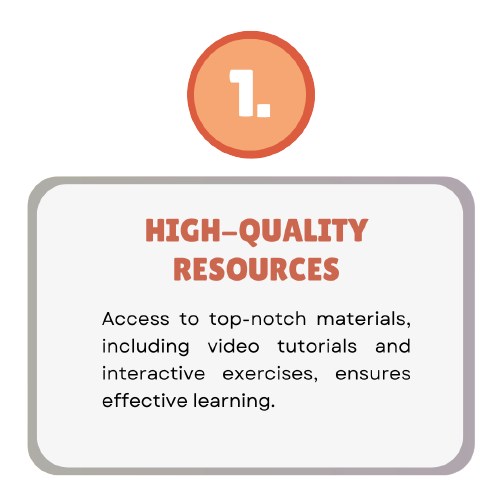 1.
HIGH–QUALITY
RESOURCES
Access to top-notch materials,
including video tutorials and
interactive exercises, ensures
effective learning.